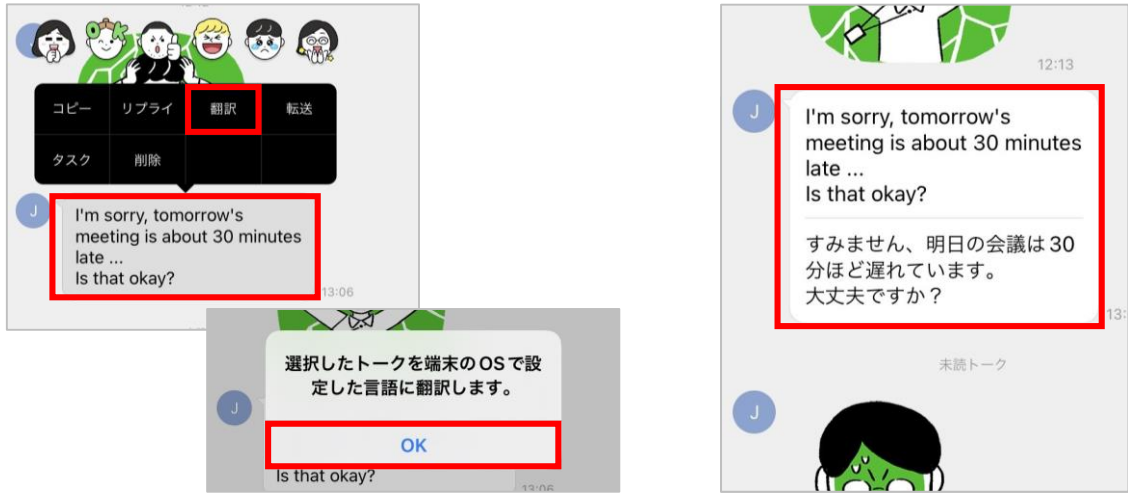 OK
コピー
リプライ
翻訳
転送
タスク
削除
J
I'm sorry, tomorrow's
meeting is about 30 minutes
late ...
Is that okay?
13:06
選択したトークを端末のOSで設
定した言語に翻訳します。
J
OK
Is that okay?
13:06
12:13
J
I'm sorry, tomorrow's
meeting is about 30 minutes
late ...
Is that okay?
すみません、明日の会議は30
分ほど遅れています。
大丈夫ですか？
13:
未読トーク
J